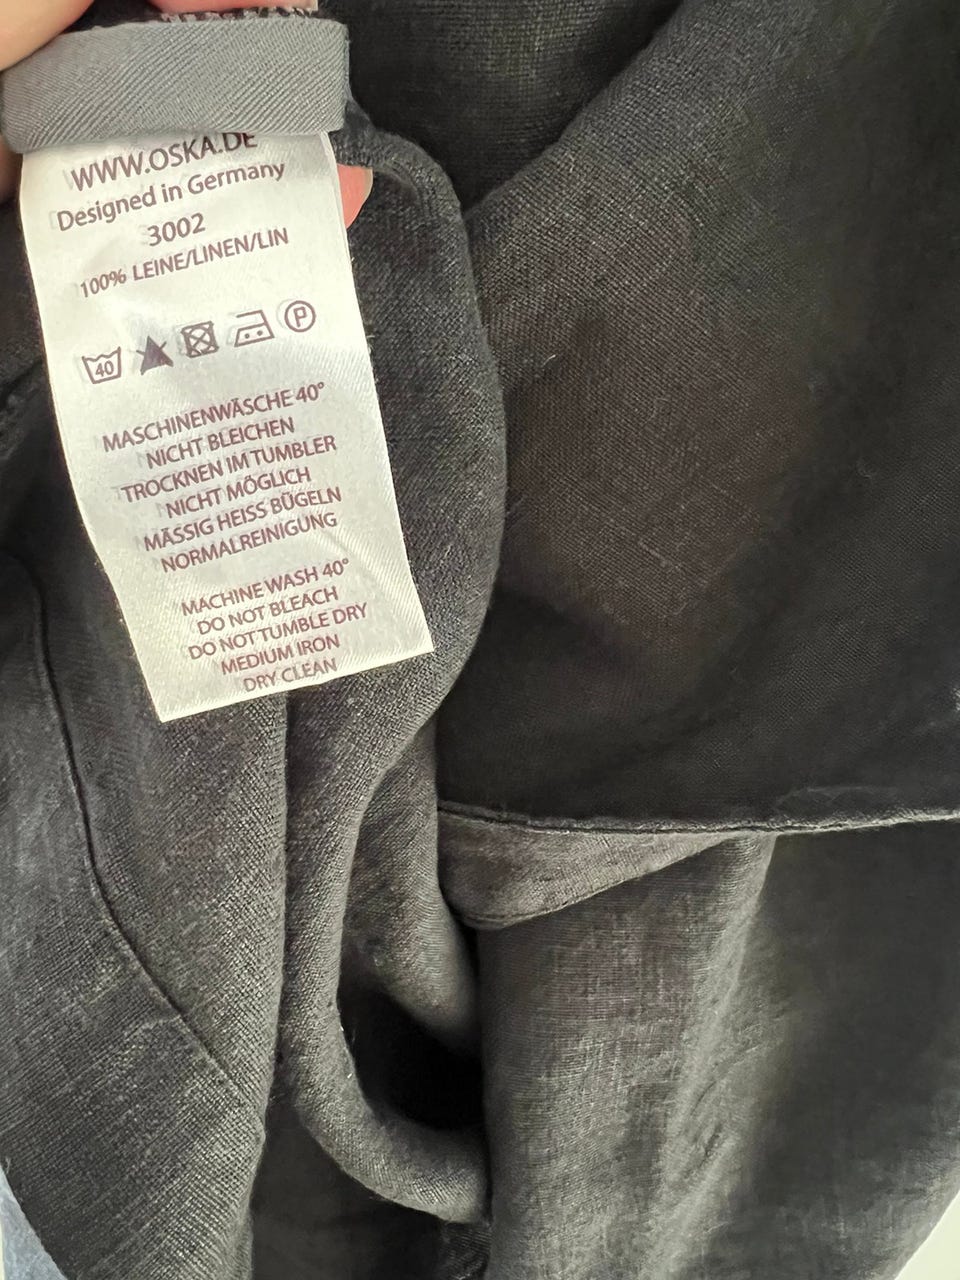 WWW.OSKA.DE
Designed in Germany
3002
100% LEINE/LINEN/LIN
40 P
MASCHINENWÄSCHE 40°
NICHT BLEICHEN
TROCKNEN IM TUMBLER
NICHT MÖGLICH
MÄSSIG HEISS BÜGELN
NORMALREINIGUNG
MACHINE WASH 40°
DO NOT BLEACH
DO NOT TUMBLE DRY
MEDIUM IRON
DRY CLEAN